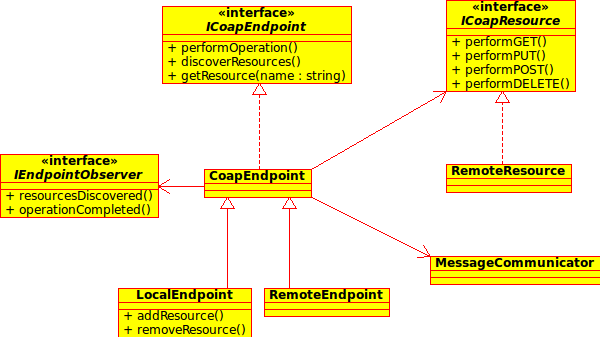 «interface»
ICoapEndpoint
+ performOperation()
+ discoverResources()
+ getResource(name : string)
«interface»
ICoapResource
+ performGET()
+ performPUT()
+ performPOST()
+ performDELETE()
«interface»
IEndpointObserver
+ resourcesDiscovered()
+ operationCompleted()
CoapEndpoint
RemoteResource
MessageCommunicator
LocalEndpoint
+ addResource()
+ removeResource()
RemoteEndpoint